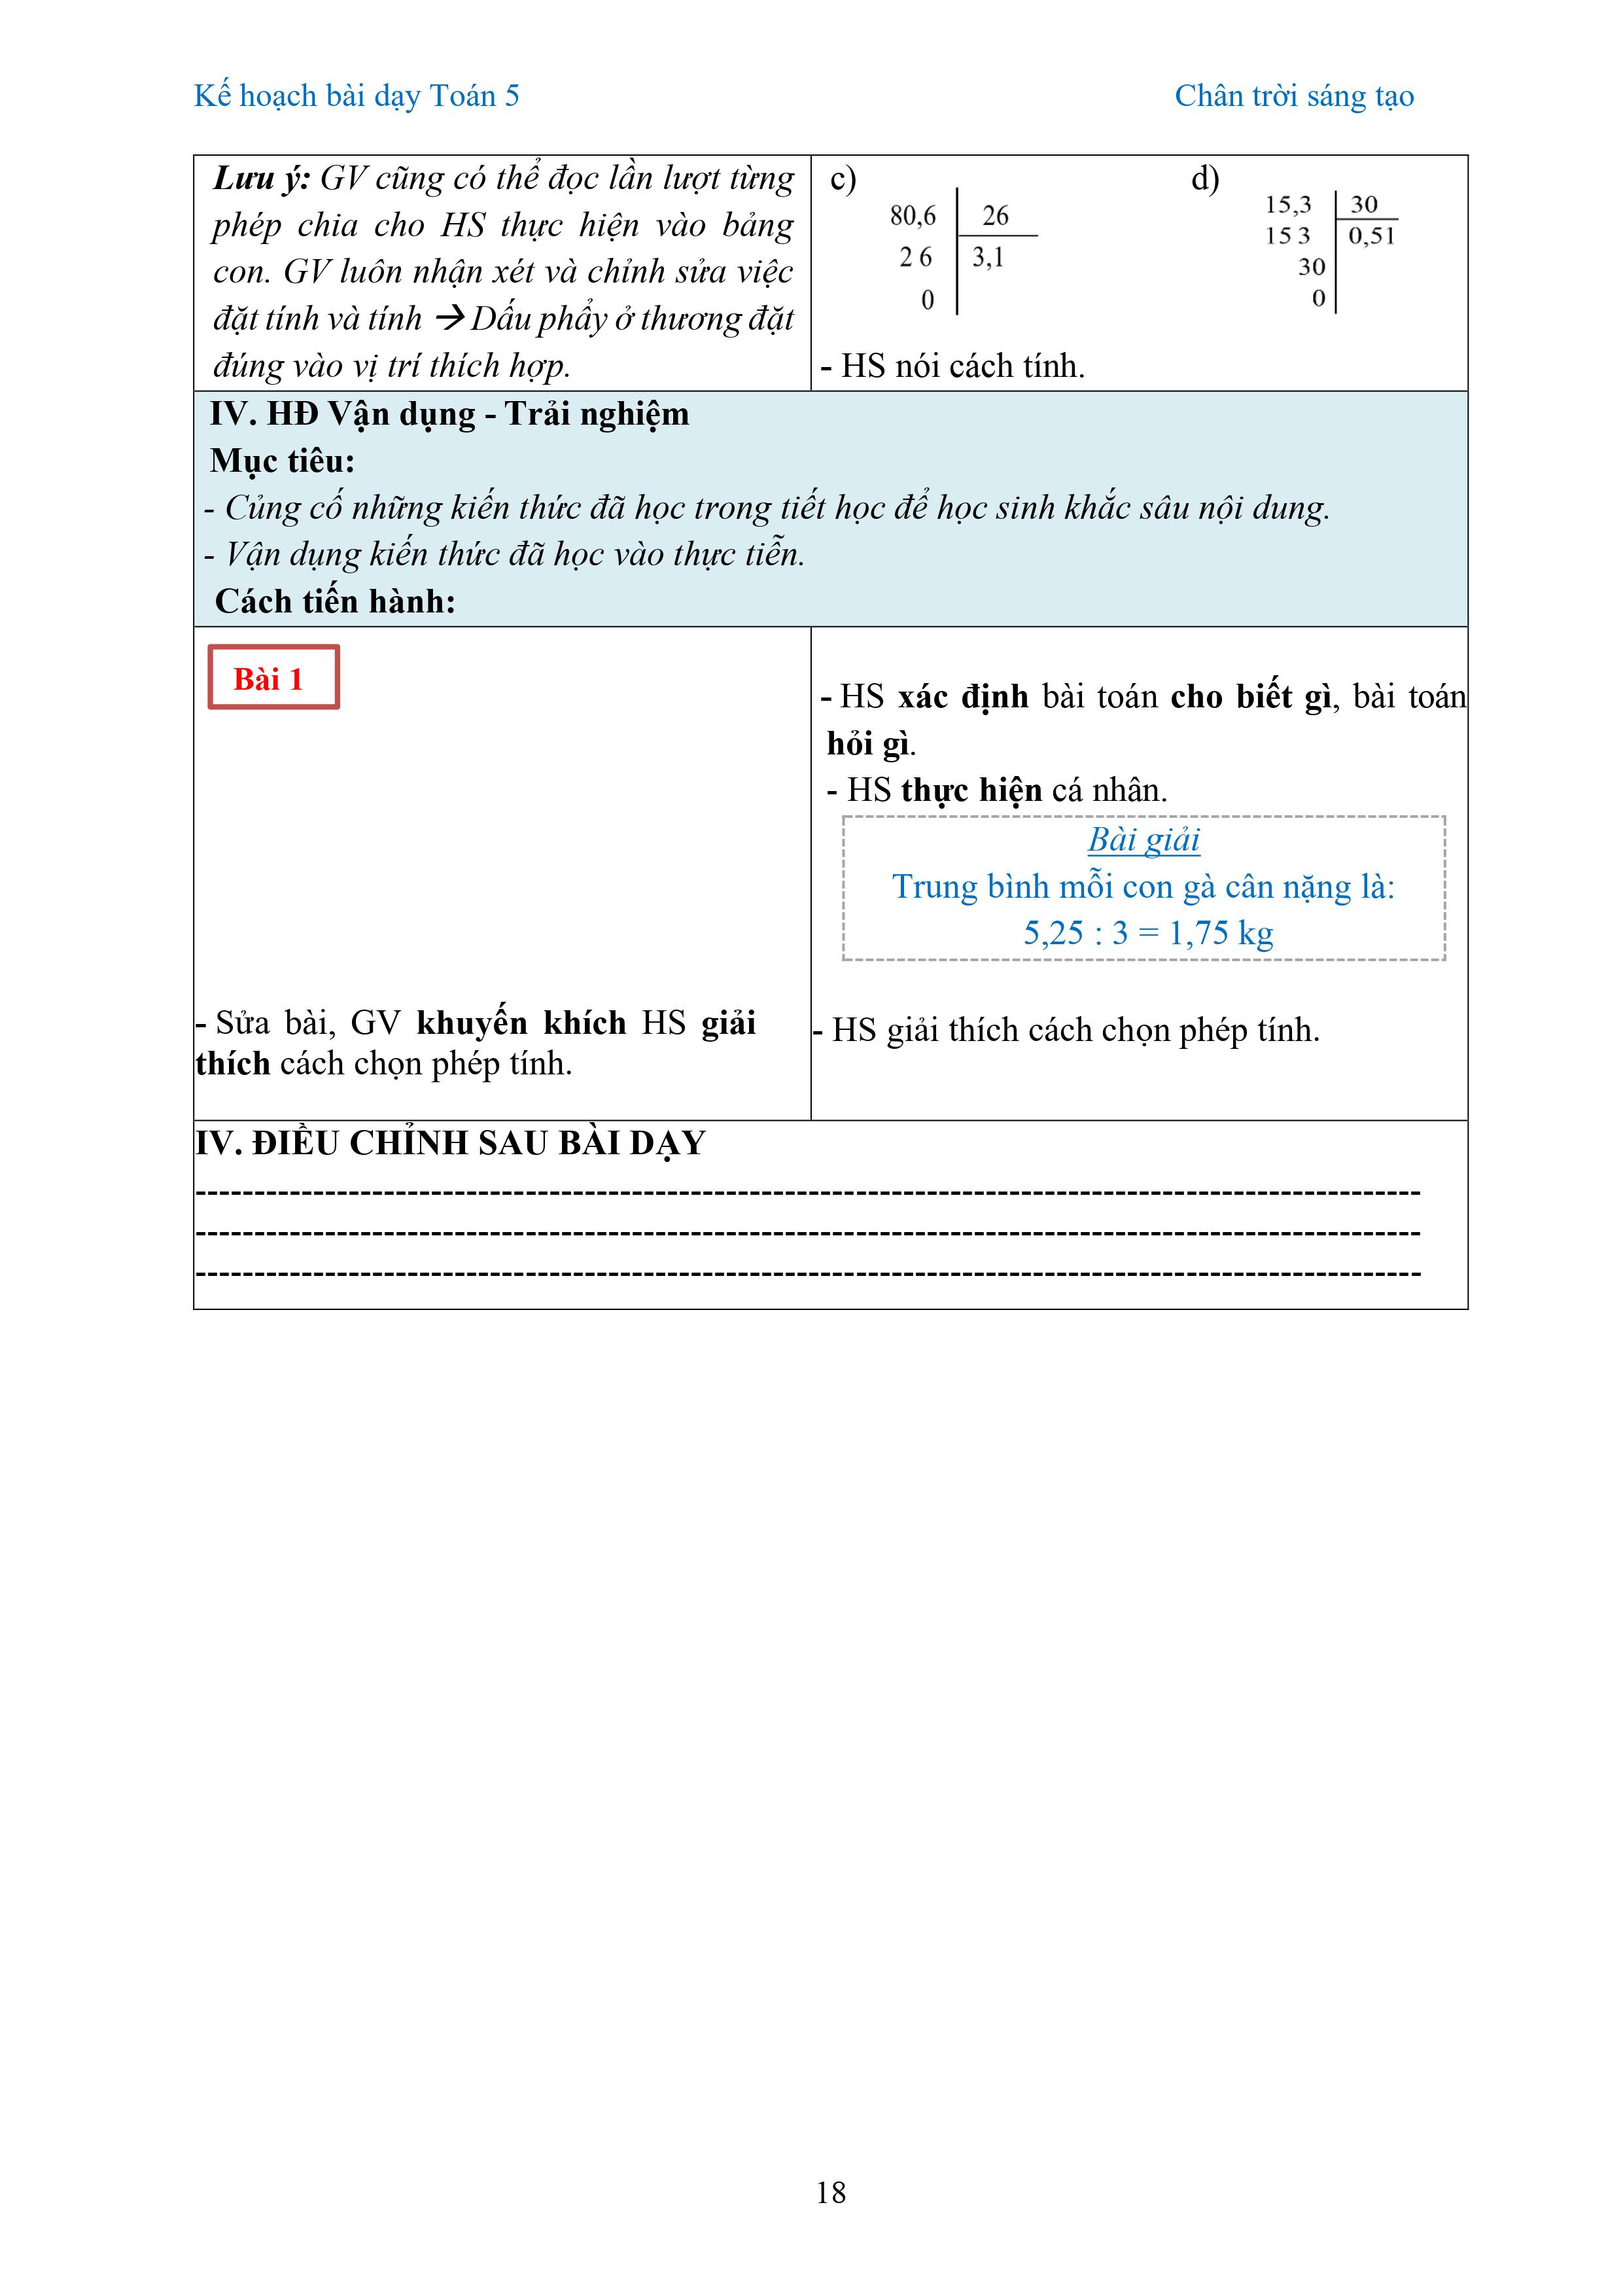 Kế hoạch bài dạy Toán 5 Chân trời sáng tạo
Lưu ý: GV cũng có thể đọc lần lượt từng
phép chia cho HS thực hiện vào bảng
con. GV luôn nhận xét và chỉnh sửa việc
đặt tính và tính → Dấu phẩy ở thương đặt
đúng vào vị trí thích hợp.
c) d)
80,6 26
2 6 3,1
0
15,3 30
15 3 0,51
30
0
- HS nói cách tính.
IV. HĐ Vận dụng - Trải nghiệm
Mục tiêu:
- Củng cố những kiến thức đã học trong tiết học để học sinh khắc sâu nội dung.
- Vận dụng kiến thức đã học vào thực tiễn.
Cách tiến hành:
Bài 1
- Sửa bài, GV khuyến khích HS giải
thích cách chọn phép tính.
- HS xác định bài toán cho biết gì, bài toán
hỏi gì.
- HS thực hiện cá nhân.
Bài giải
Trung bình mỗi con gà cân nặng là:
5,25 : 3 = 1,75 kg
- HS giải thích cách chọn phép tính.
IV. ĐIỀU CHỈNH SAU BÀI DẠY
18